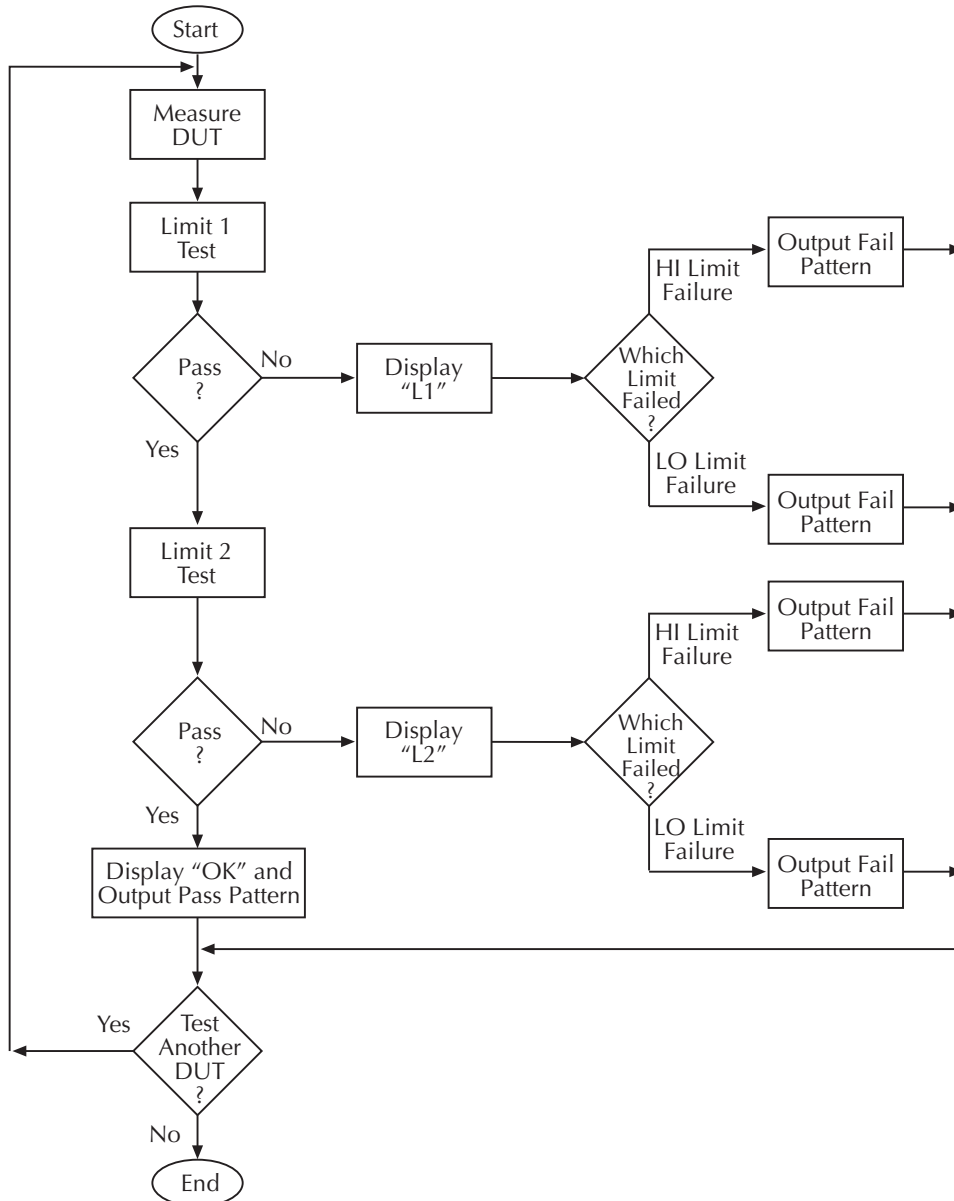 Start
Measure
DUT
Limit 1
Test
Pass
?
No
Display
“L1”
Which
Limit
Failed
?
HI Limit
Failure
Output Fail
Pattern
LO Limit
Failure
Output Fail
Pattern
Yes
Limit 2
Test
Pass
?
No
Display
“L2”
Which
Limit
Failed
?
HI Limit
Failure
Output Fail
Pattern
LO Limit
Failure
Output Fail
Pattern
Yes
Display “OK” and
Output Pass Pattern
Test
Another
DUT
?
Yes
No
End